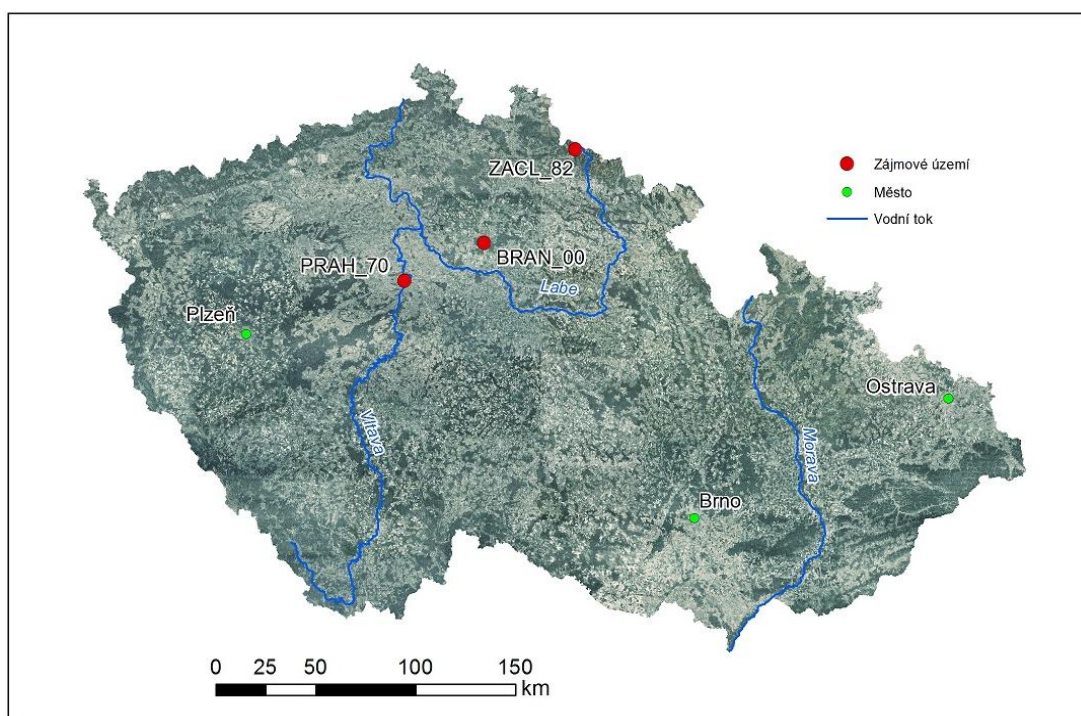 ZACL_82
Zájmové území
Město
Vodní tok
BRAN_00
PRAH_70
Labe
Plzeň
Ostrava
Vltava
Morava
Brno
0 25 50 100 150
km